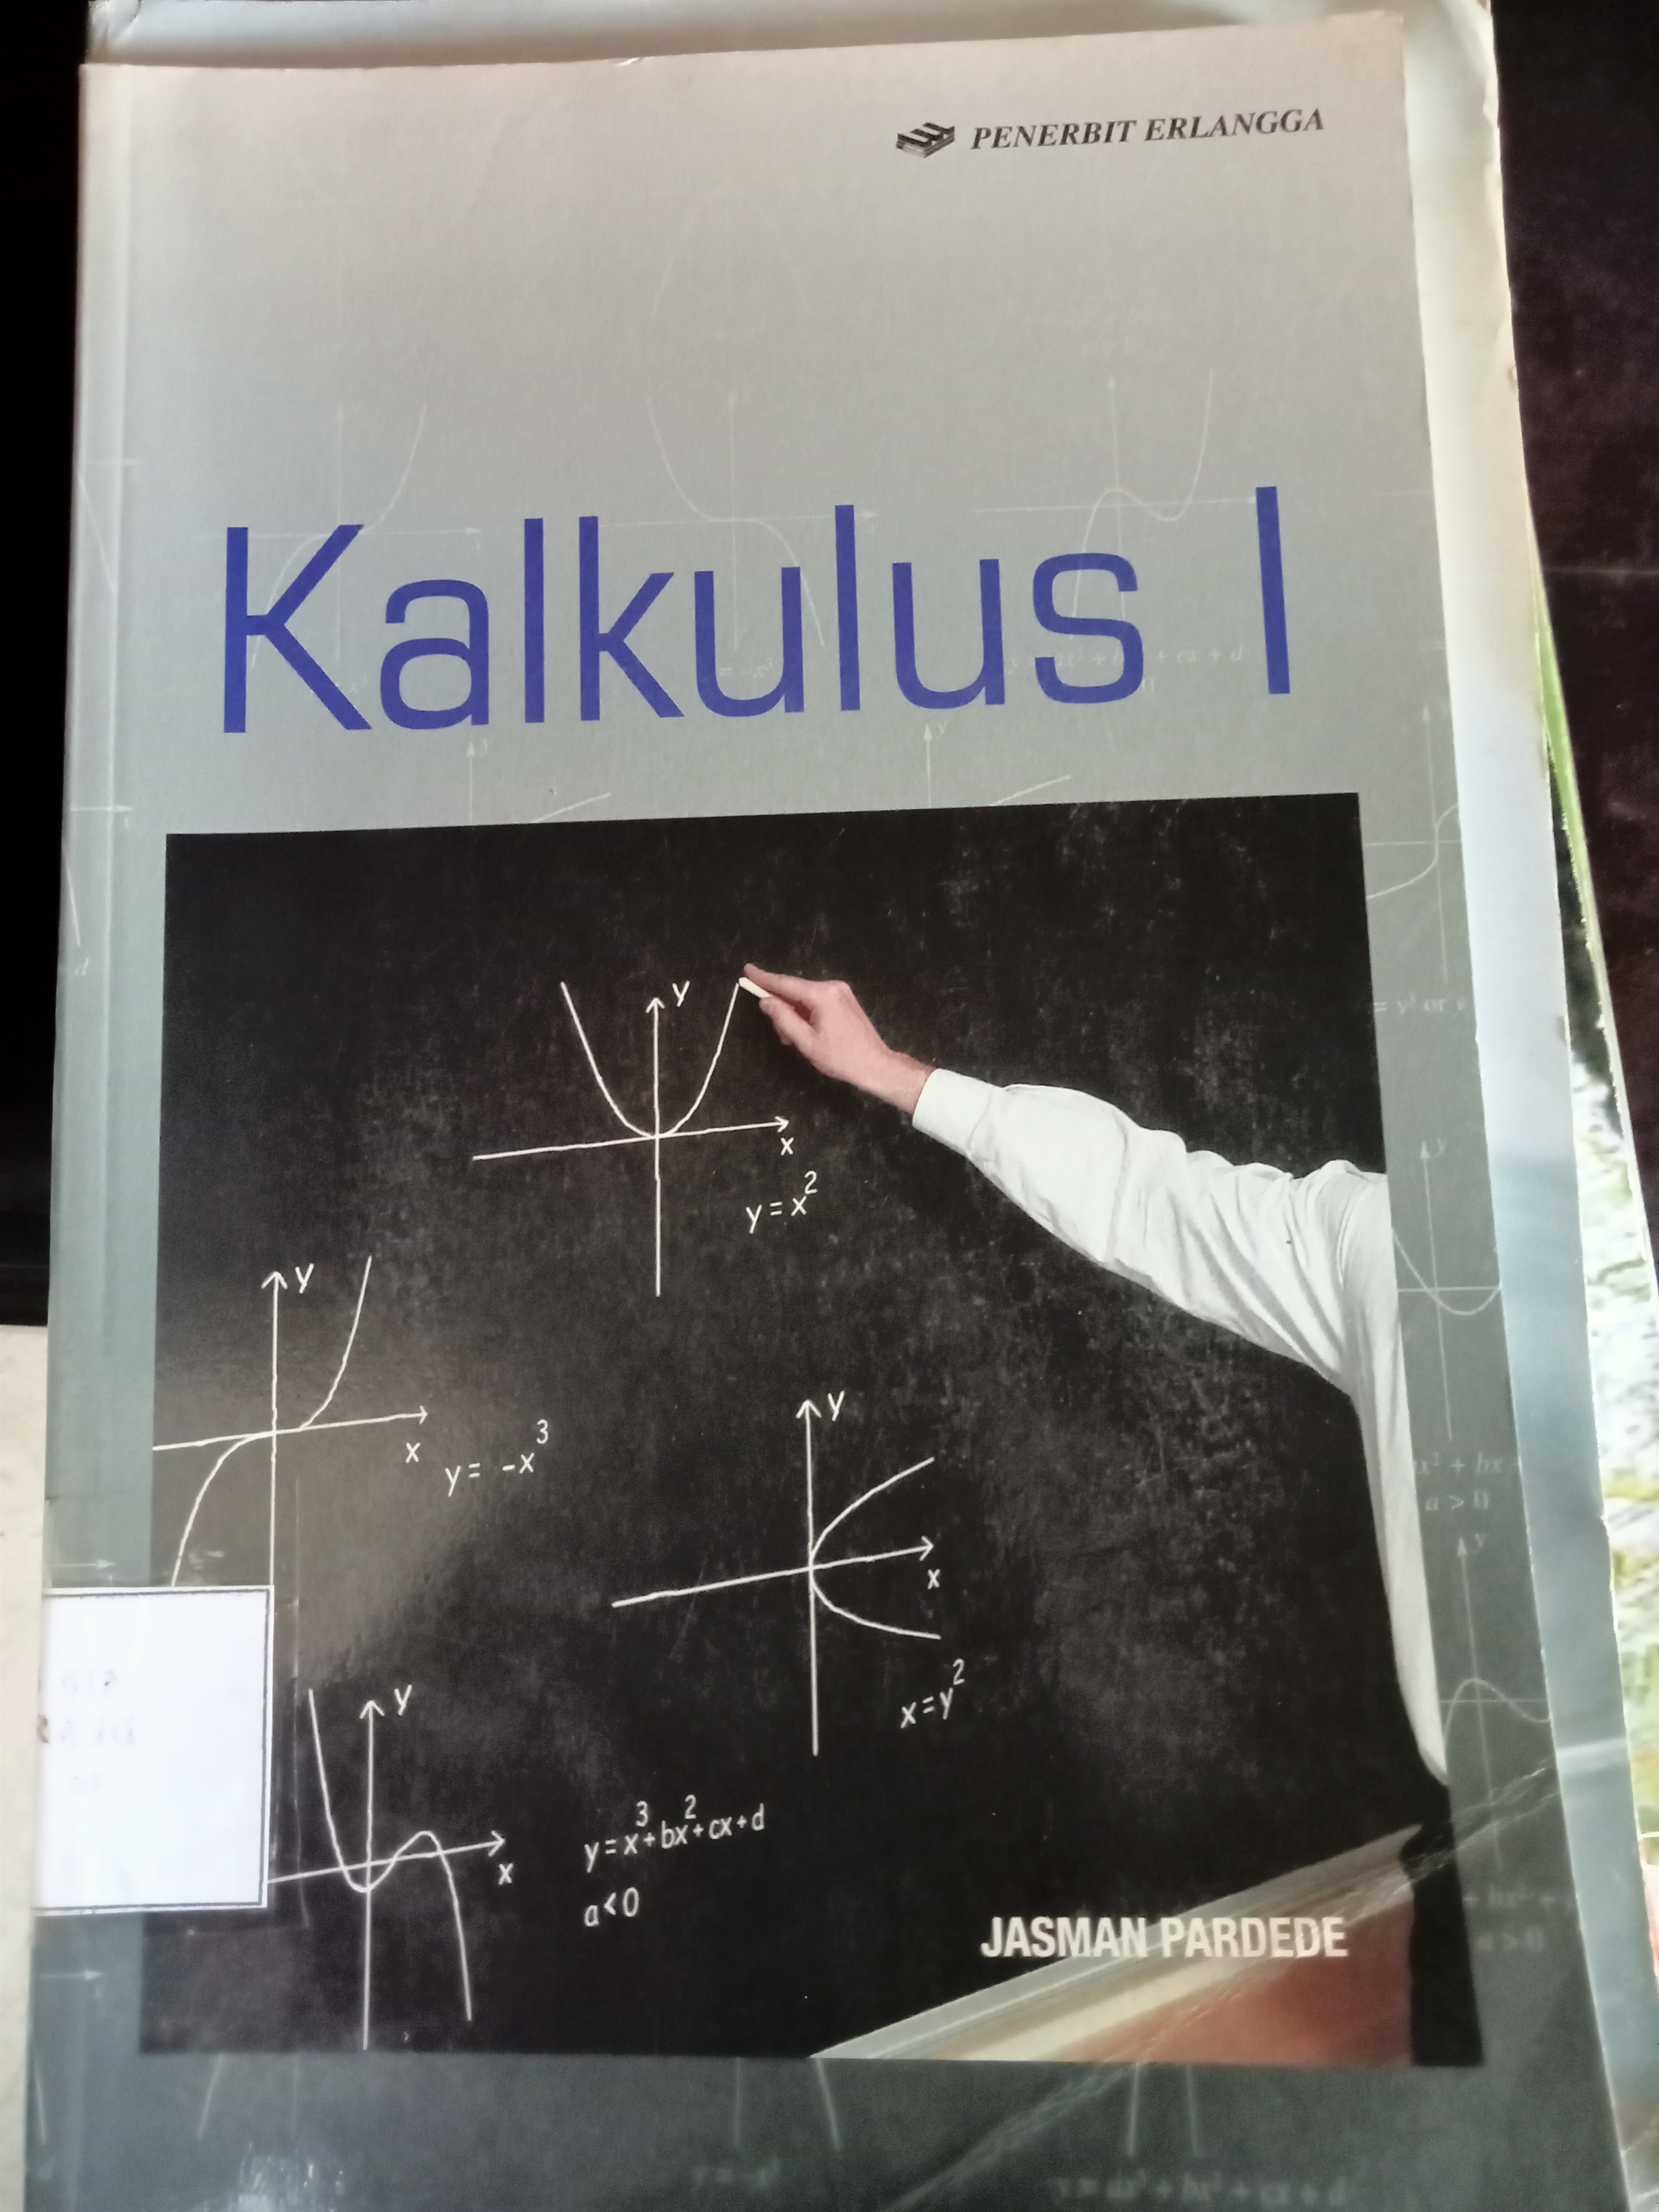 PENERBIT ERLANGGA
Kalkulus I
y
x
y = x²
y
x
y = -x³
y
x
x = y²
y
x
y = x³ + bx² + cx + d
a < 0
JASMAN PARDEDE